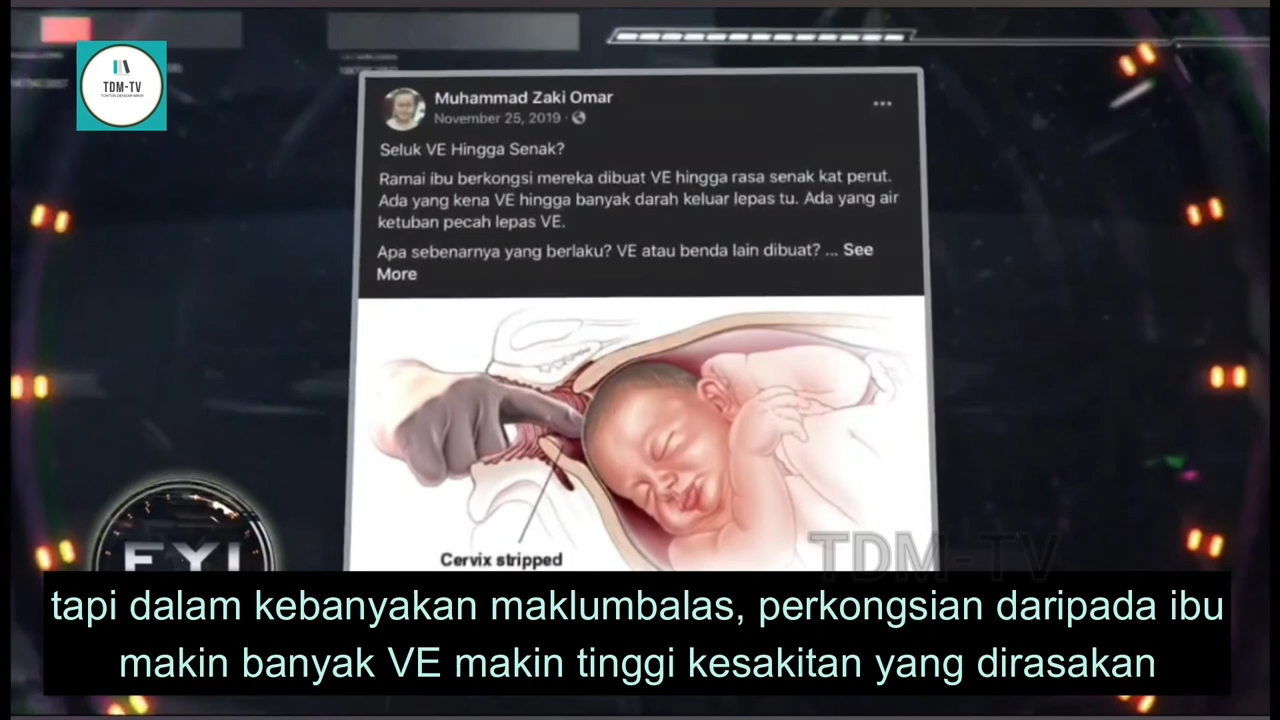 TDM-TV
TONTON DENGAN MINDA
Muhammad Zaki Omar
November 25, 2019 ·
Seluk VE Hingga Senak?
Ramai ibu berkongsi mereka dibuat VE hingga rasa senak kat perut.
Ada yang kena VE hingga banyak darah keluar lepas tu. Ada yang air
ketuban pecah lepas VE.
Apa sebenarnya yang berlaku? VE atau benda lain dibuat? ... See
More
Cervix stripped
FYI
TDM-TV
tapi dalam kebanyakan maklumbalas, perkongsian daripada ibu
makin banyak VE makin tinggi kesakitan yang dirasakan